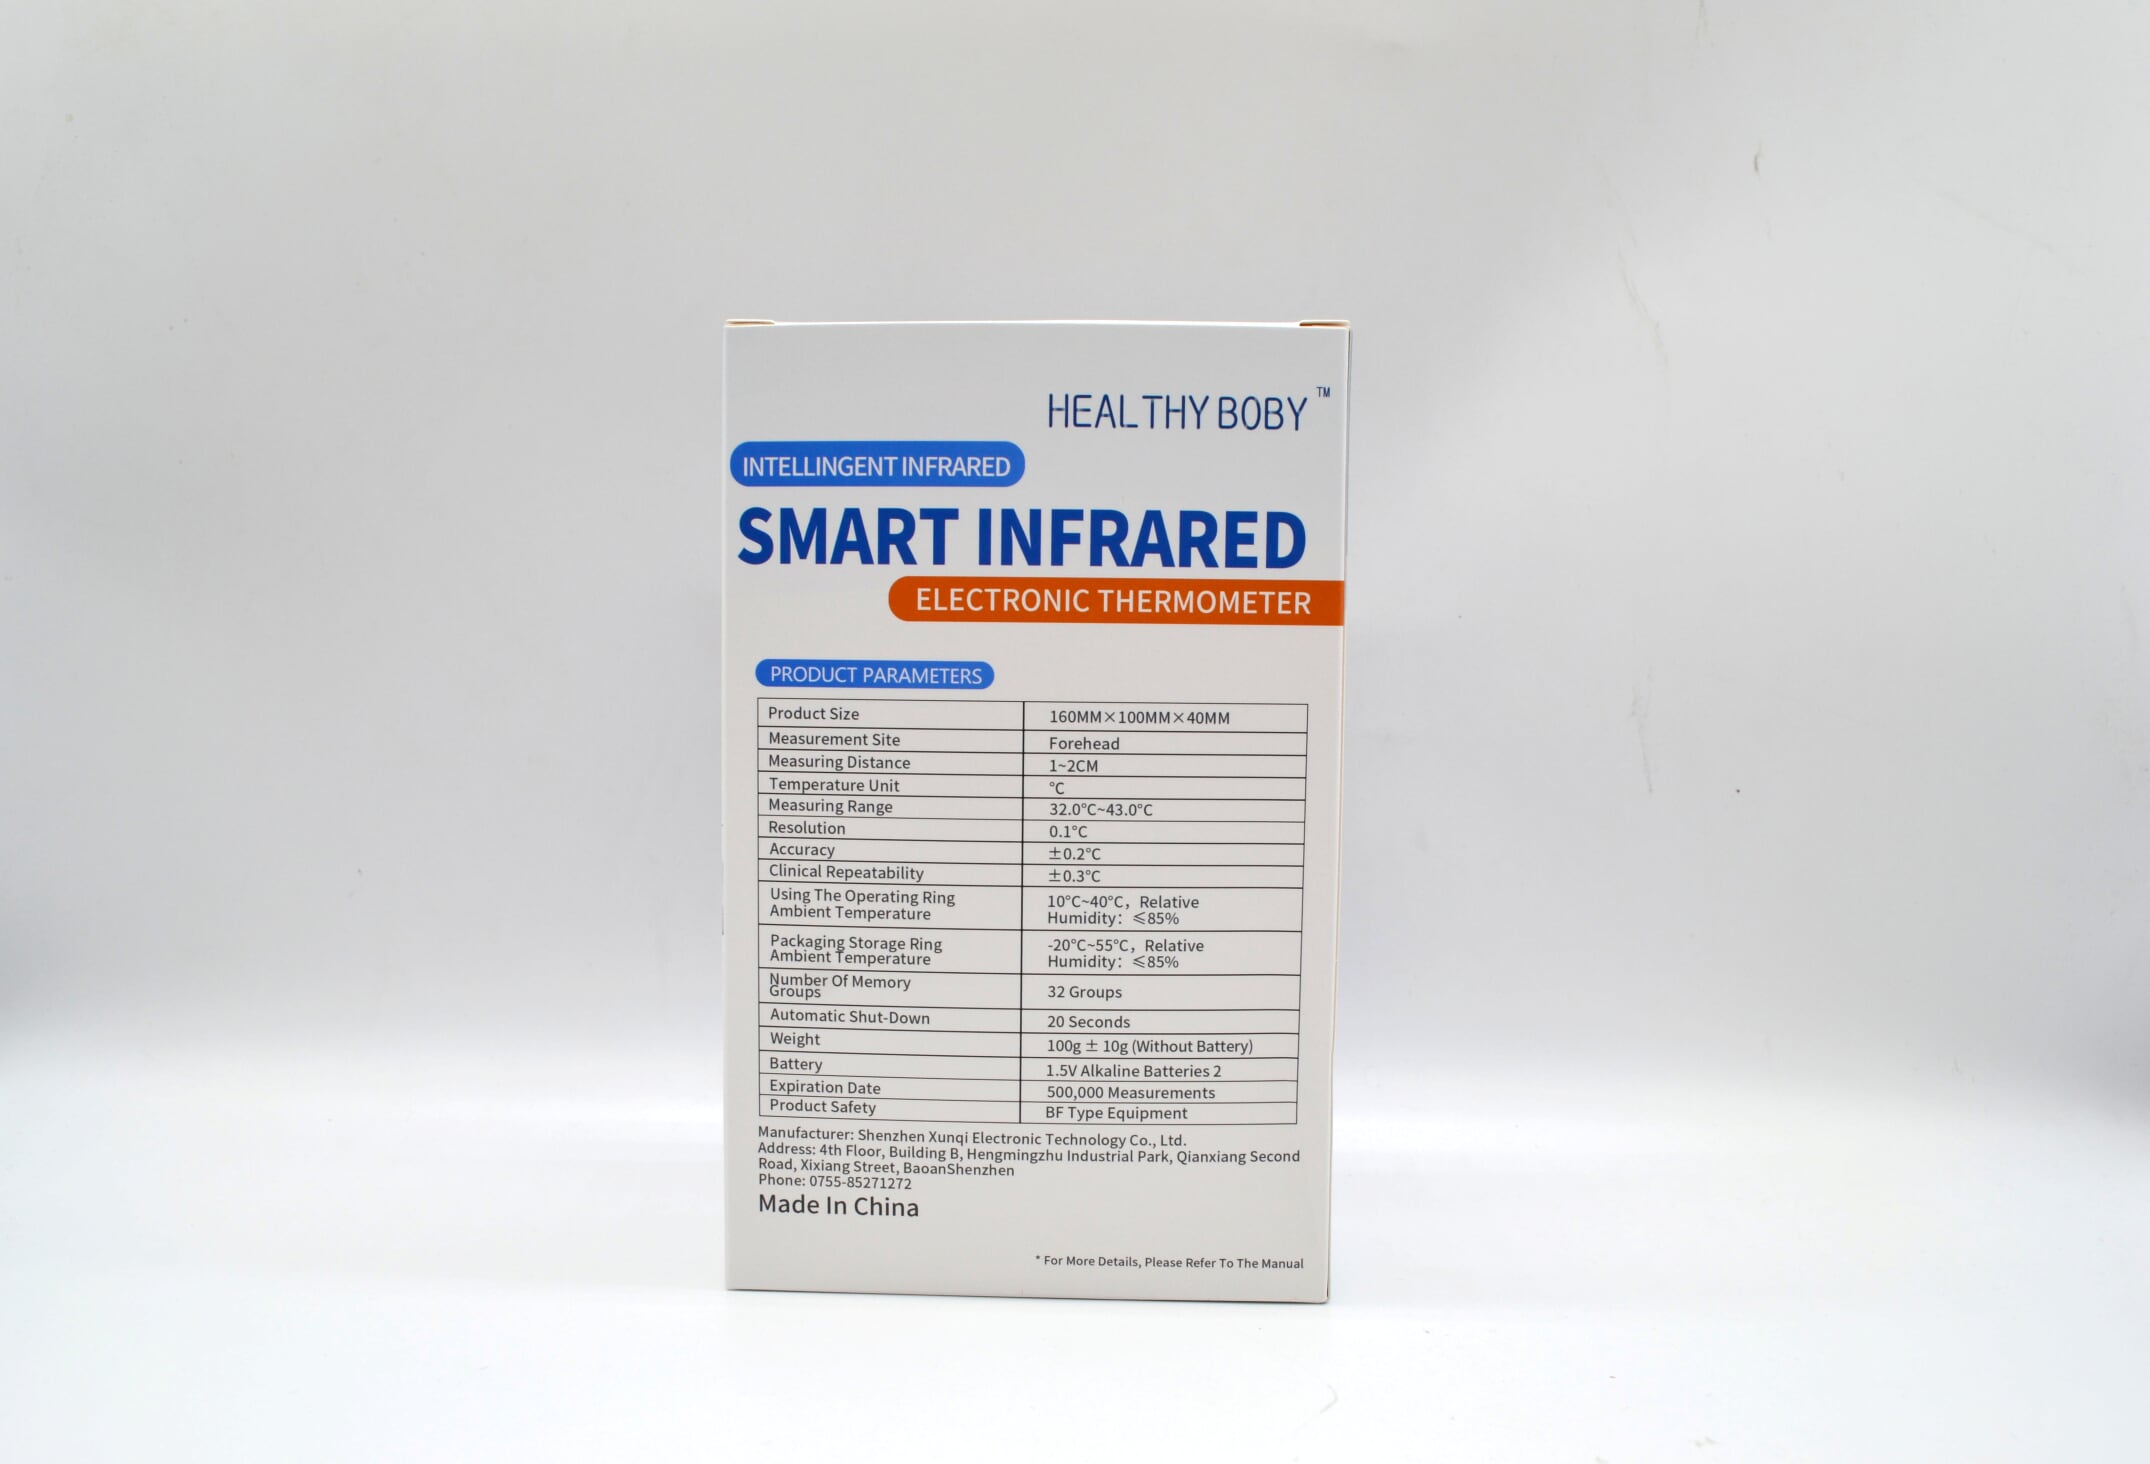 HEALTHY BOBY™
INTELLINGENT INFRARED
SMART INFRARED
ELECTRONIC THERMOMETER
PRODUCT PARAMETERS
Product Size 160MM×100MM×40MM
Measurement Site Forehead
Measuring Distance 1~2CM
Temperature Unit °C
Measuring Range 32.0°C~43.0°C
Resolution 0.1°C
Accuracy ±0.2°C
Clinical Repeatability ±0.3°C
Using The Operating Ring
Ambient Temperature
10°C~40°C, Relative
Humidity: ≤85%
Packaging Storage Ring
Ambient Temperature
-20°C~55°C, Relative
Humidity: ≤85%
Number Of Memory
Groups
32 Groups
Automatic Shut-Down 20 Seconds
Weight 100g ± 10g (Without Battery)
Battery 1.5V Alkaline Batteries 2
Expiration Date 500,000 Measurements
Product Safety BF Type Equipment
Manufacturer: Shenzhen Xunqi Electronic Technology Co., Ltd.
Address: 4th Floor, Building B, Hengmingzhu Industrial Park, Qianxiang Second
Road, Xixiang Street, BaoanShenzhen
Phone: 0755-85271272
Made In China
* For More Details, Please Refer To The Manual